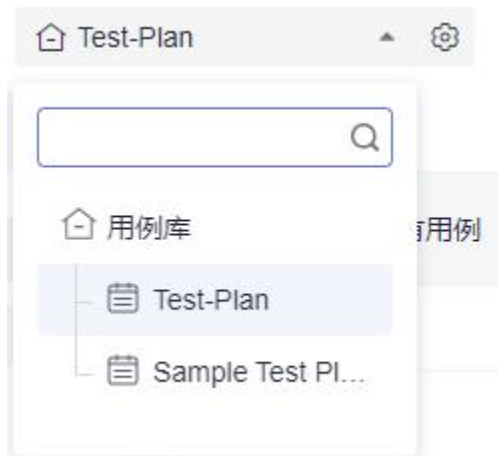 Test-Plan
用例库
有用例
Test-Plan
Sample Test Pl...